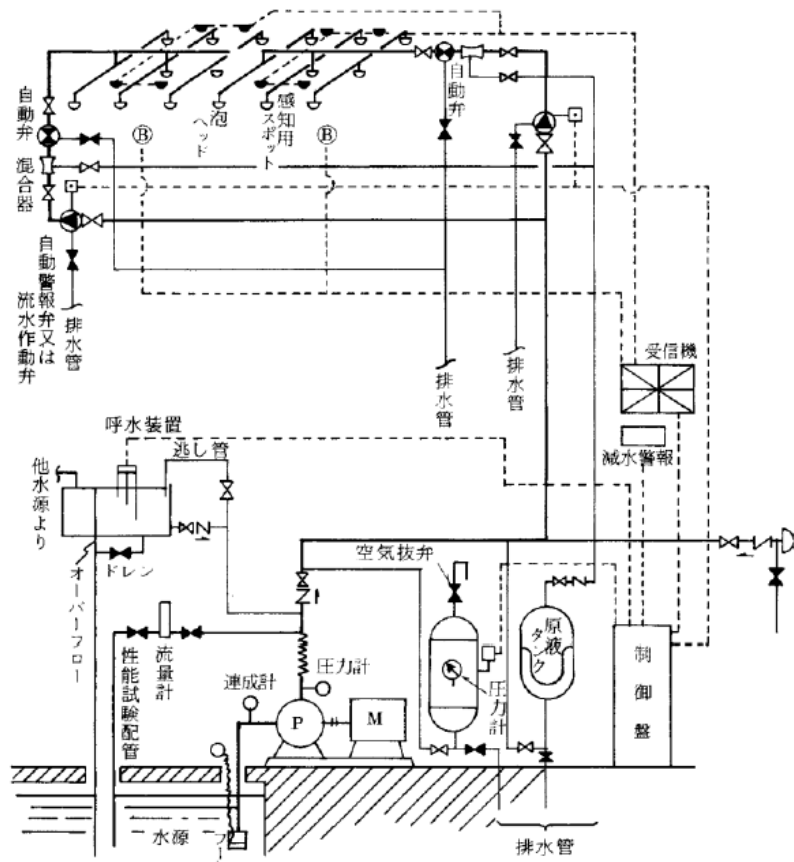 自動弁
感知用
スポット
泡
ヘッド
Ⓑ
Ⓑ
自動弁
混合器
自動警報弁又は
流水作動弁
排水管
排水管
排水管
受信機
減水警報
呼水装置
逃し管
他水源より
ドレン
オーバーフロー
空気抜弁
原液
タンク
圧力計
連成計
圧力計
流量計
性能試験配管
P
M
制御盤
水源
フー
排水管